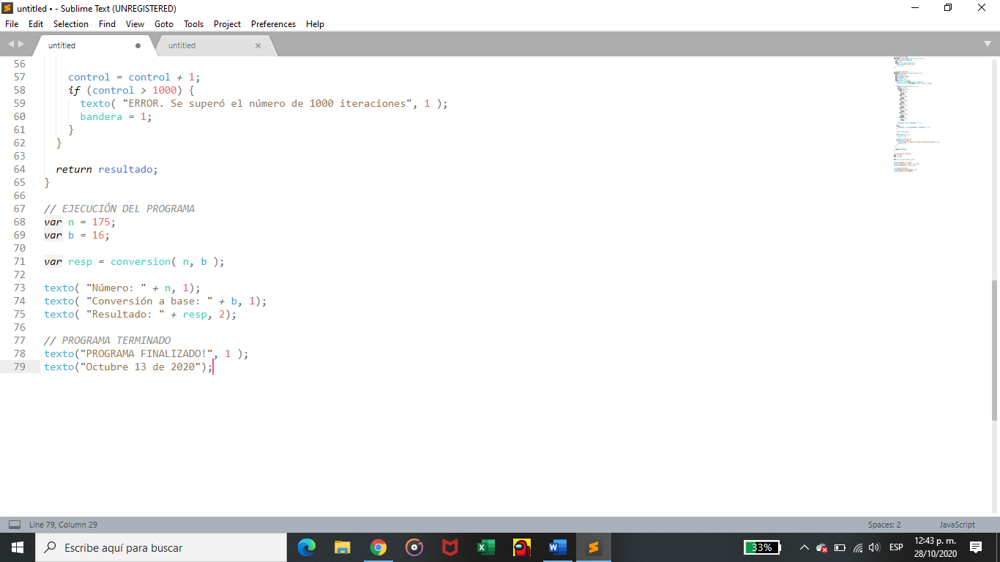 untitled • - Sublime Text (UNREGISTERED)
File Edit Selection Find View Goto Tools Project Preferences Help
untitled untitled
56
57 control = control + 1;
58 if (control > 1000) {
59 texto( "ERROR. Se superó el número de 1000 iteraciones", 1 );
60 bandera = 1;
61 }
62 }
63
64 return resultado;
65 }
66
67 // EJECUCIÓN DEL PROGRAMA
68 var n = 175;
69 var b = 16;
70
71 var resp = conversion( n, b );
72
73 texto( "Número: " + n, 1);
74 texto( "Conversión a base: " + b, 1);
75 texto( "Resultado: " + resp, 2);
76
77 // PROGRAMA TERMINADO
78 texto("PROGRAMA FINALIZADO!", 1 );
79 texto("Octubre 13 de 2020");
Line 79, Column 29 Spaces: 2 JavaScript
Escribe aquí para buscar 33% ESP 12:43 p. m.
28/10/2020